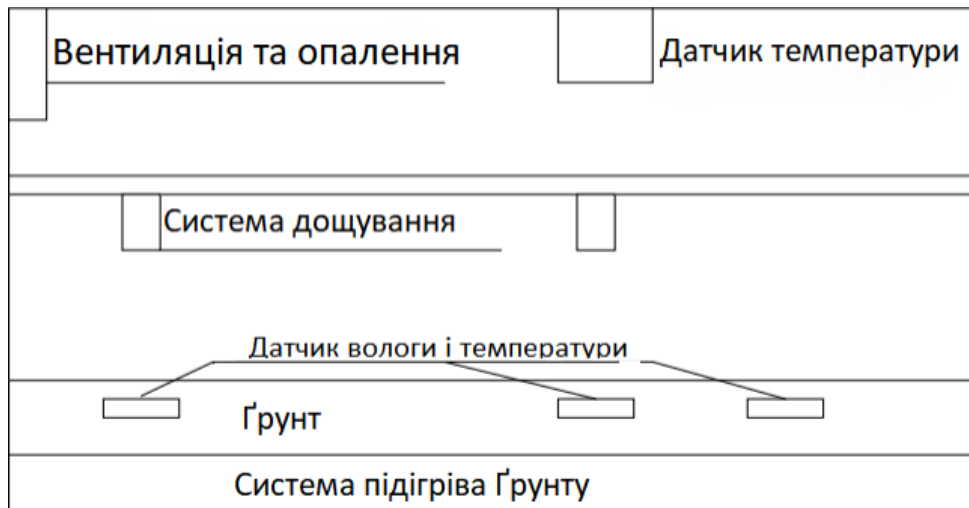 Вентиляція та опалення
Датчик температури
Система дощування
Датчик вологи і температури
Ґрунт
Система підігріва Ґрунту